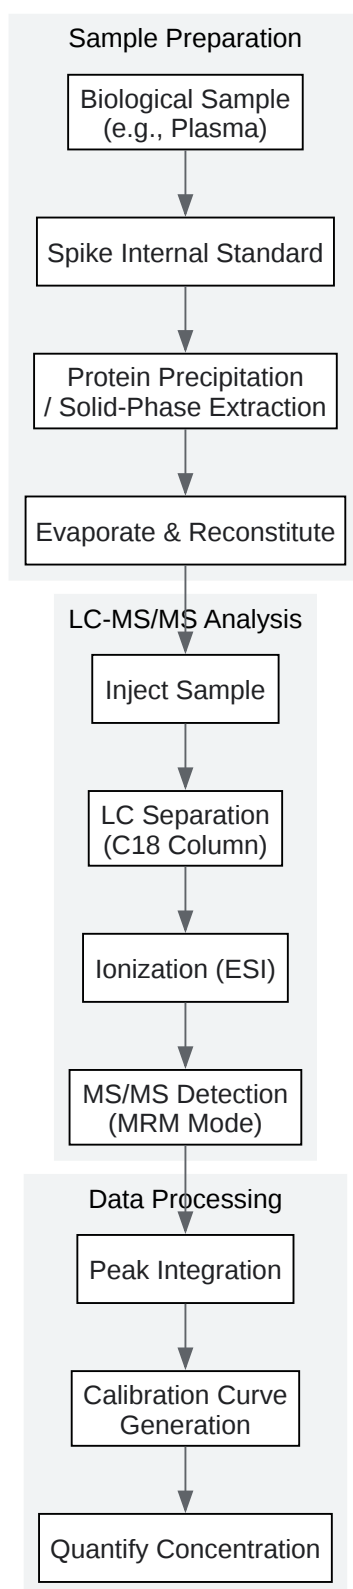 Sample Preparation
Biological Sample
(e.g., Plasma)
Spike Internal Standard
Protein Precipitation
/ Solid-Phase Extraction
Evaporate & Reconstitute
LC-MS/MS Analysis
Inject Sample
LC Separation
(C18 Column)
Ionization (ESI)
MS/MS Detection
(MRM Mode)
Data Processing
Peak Integration
Calibration Curve
Generation
Quantify Concentration